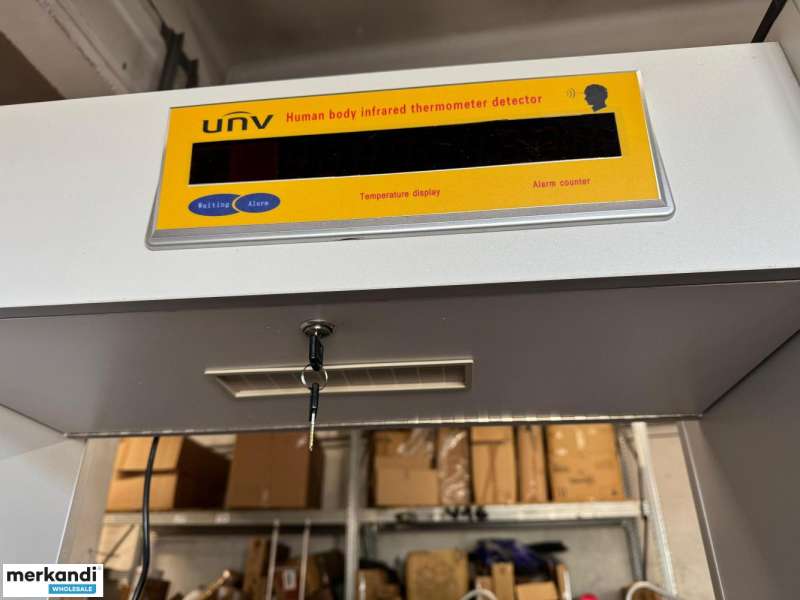 unv Human body infrared thermometer detector
Waiting Alarm Temperature display Alarm counter
merkandi
WHOLESALE